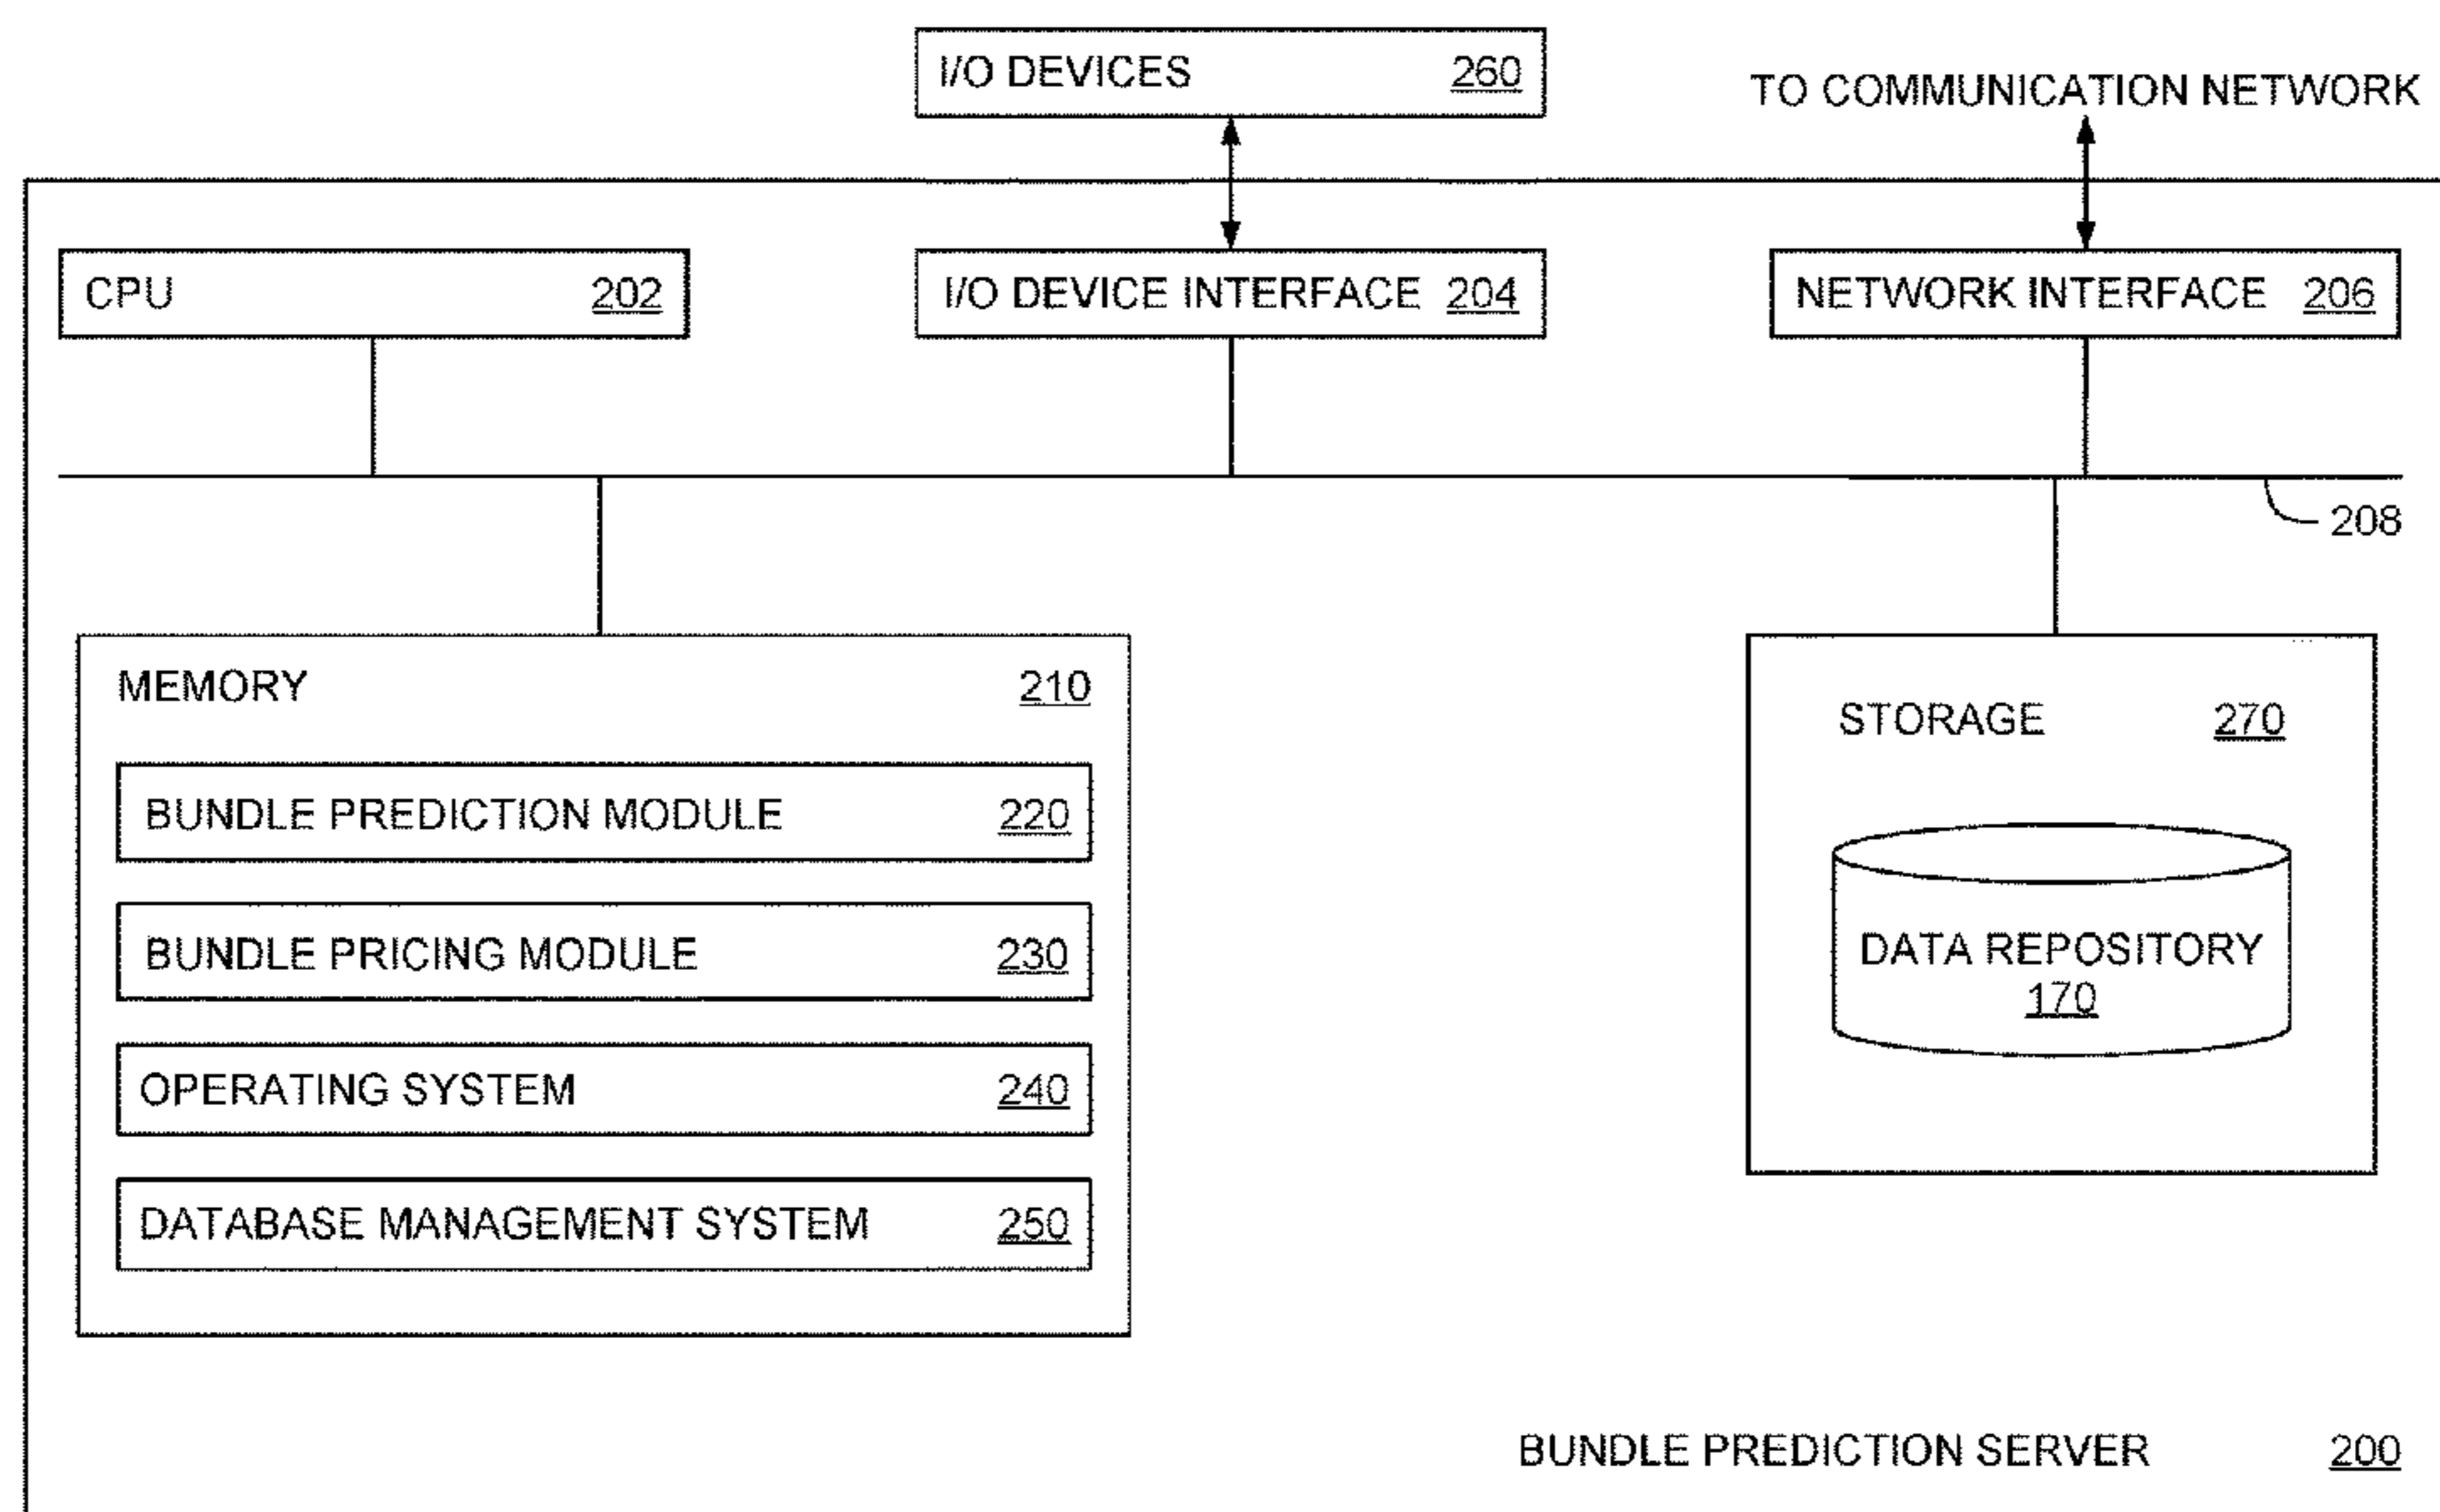 I/O DEVICES 260
TO COMMUNICATION NETWORK
CPU 202
I/O DEVICE INTERFACE 204
NETWORK INTERFACE 206
208
MEMORY 210
BUNDLE PREDICTION MODULE 220
BUNDLE PRICING MODULE 230
OPERATING SYSTEM 240
DATABASE MANAGEMENT SYSTEM 250
STORAGE 270
DATA REPOSITORY
170
BUNDLE PREDICTION SERVER 200